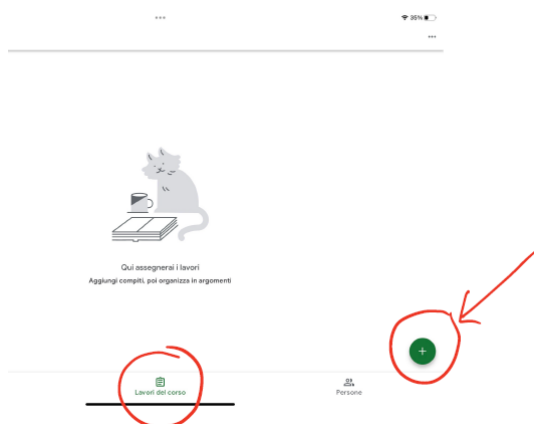 35%
Qui assegnerai i lavori
Aggiungi compiti, poi organizza in argomenti
Lavori del corso
Persone